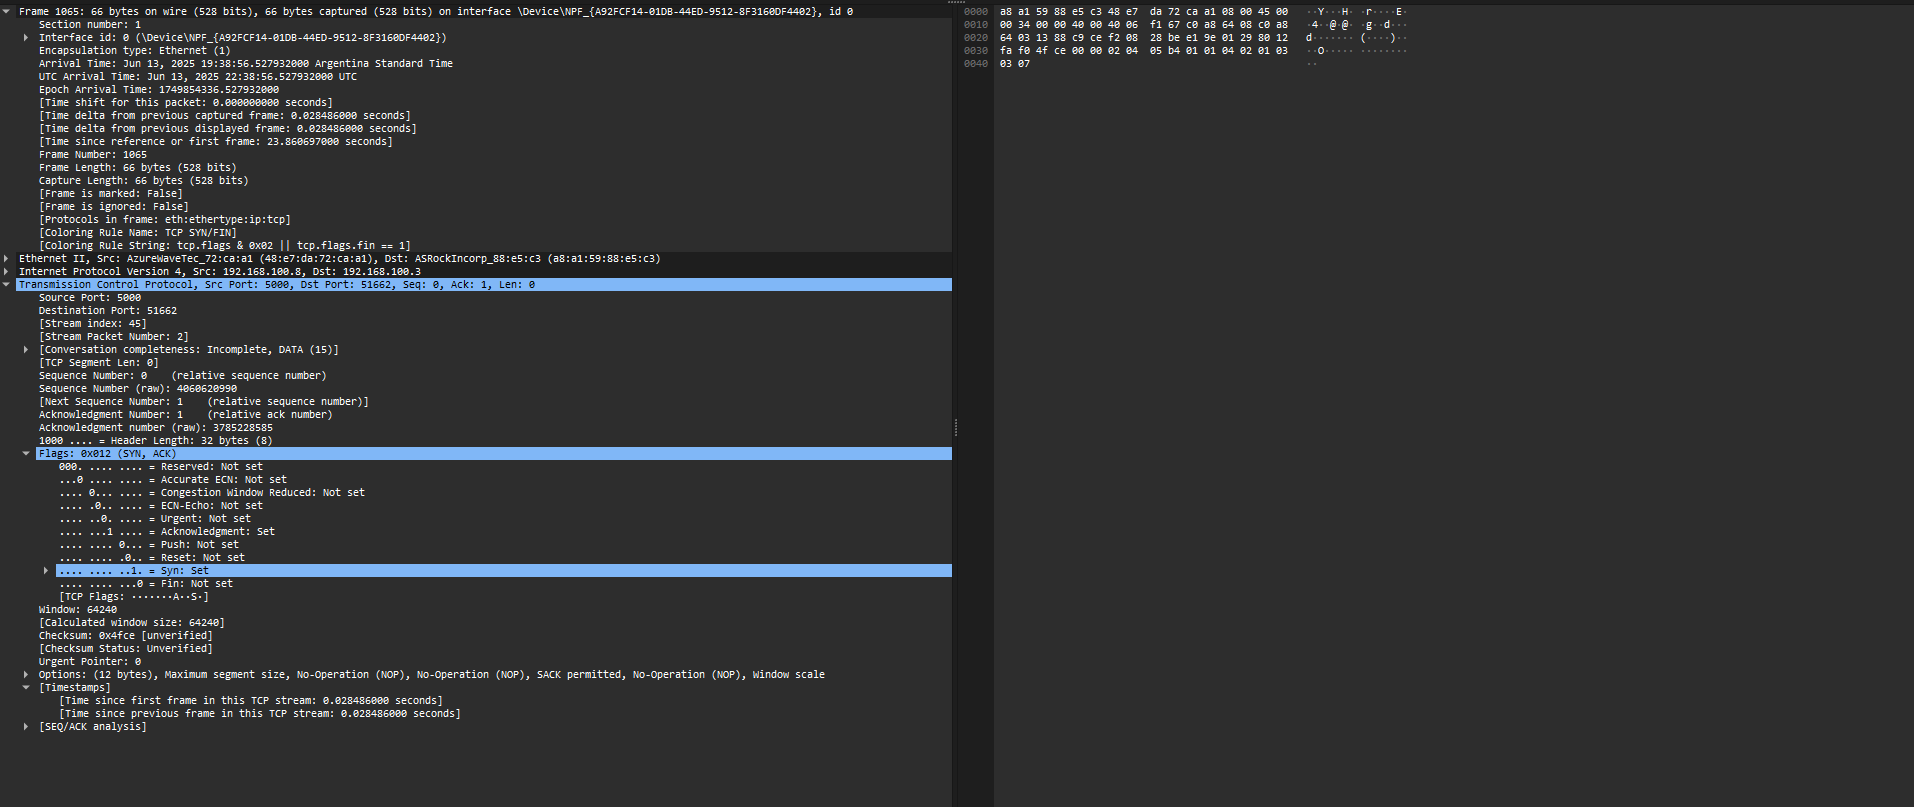 Frame 1065: 66 bytes on wire (528 bits), 66 bytes captured (528 bits) on interface \Device\NPF_{A92FCF14-01DB-44ED-9512-8F3160DF4402}, id 0
Section number: 1
Interface id: 0 (\Device\NPF_{A92FCF14-01DB-44ED-9512-8F3160DF4402})
Encapsulation type: Ethernet (1)
Arrival Time: Jun 13, 2025 19:38:56.527932000 Argentina Standard Time
UTC Arrival Time: Jun 13, 2025 22:38:56.527932000 UTC
Epoch Arrival Time: 1749854336.527932000
[Time shift for this packet: 0.000000000 seconds]
[Time delta from previous captured frame: 0.028486000 seconds]
[Time delta from previous displayed frame: 0.028486000 seconds]
[Time since reference or first frame: 23.860697000 seconds]
Frame Number: 1065
Frame Length: 66 bytes (528 bits)
Capture Length: 66 bytes (528 bits)
[Frame is marked: False]
[Frame is ignored: False]
[Protocols in frame: eth:ethertype:ip:tcp]
[Coloring Rule Name: TCP SYN/FIN]
[Coloring Rule String: tcp.flags & 0x02 || tcp.flags.fin == 1]
Ethernet II, Src: AzureWaveTec_72:ca:a1 (48:e7:da:72:ca:a1), Dst: ASRockIncorp_88:e5:c3 (a8:a1:59:88:e5:c3)
Internet Protocol Version 4, Src: 192.168.100.8, Dst: 192.168.100.3
Transmission Control Protocol, Src Port: 5000, Dst Port: 51662, Seq: 0, Ack: 1, Len: 0
Source Port: 5000
Destination Port: 51662
[Stream index: 45]
[Stream Packet Number: 2]
[Conversation completeness: Incomplete, DATA (15)]
[TCP Segment Len: 0]
Sequence Number: 0    (relative sequence number)
Sequence Number (raw): 4060620990
[Next Sequence Number: 1    (relative sequence number)]
Acknowledgment Number: 1    (relative ack number)
Acknowledgment number (raw): 3785228585
1000 .... = Header Length: 32 bytes (8)
Flags: 0x012 (SYN, ACK)
000. .... .... = Reserved: Not set
...0 .... .... = Accurate ECN: Not set
.... 0... .... = Congestion Window Reduced: Not set
.... .0.. .... = ECN-Echo: Not set
.... ..0. .... = Urgent: Not set
.... ...1 .... = Acknowledgment: Set
.... .... 0... = Push: Not set
.... .... .0.. = Reset: Not set
.... .... ..1. = Syn: Set
.... .... ...0 = Fin: Not set
[TCP Flags: ·······A··S·]
Window: 64240
[Calculated window size: 64240]
Checksum: 0x4fce [unverified]
[Checksum Status: Unverified]
Urgent Pointer: 0
Options: (12 bytes), Maximum segment size, No-Operation (NOP), No-Operation (NOP), SACK permitted, No-Operation (NOP), Window scale
[Timestamps]
[Time since first frame in this TCP stream: 0.028486000 seconds]
[Time since previous frame in this TCP stream: 0.028486000 seconds]
[SEQ/ACK analysis]
0000 a8 a1 59 88 e5 c3 48 e7 da 72 ca a1 08 00 45 00 ··Y···H· ·r····E·
0010 00 34 00 00 40 00 40 06 f1 67 c0 a8 64 08 c0 a8 ·4··@·@· ·g··d···
0020 64 03 13 88 c9 ce f2 08 28 be e1 9e 01 29 80 12 d······· (····)··
0030 fa f0 4f ce 00 00 02 04 05 b4 01 01 04 02 01 03 ··O····· ········
0040 03 07 ··